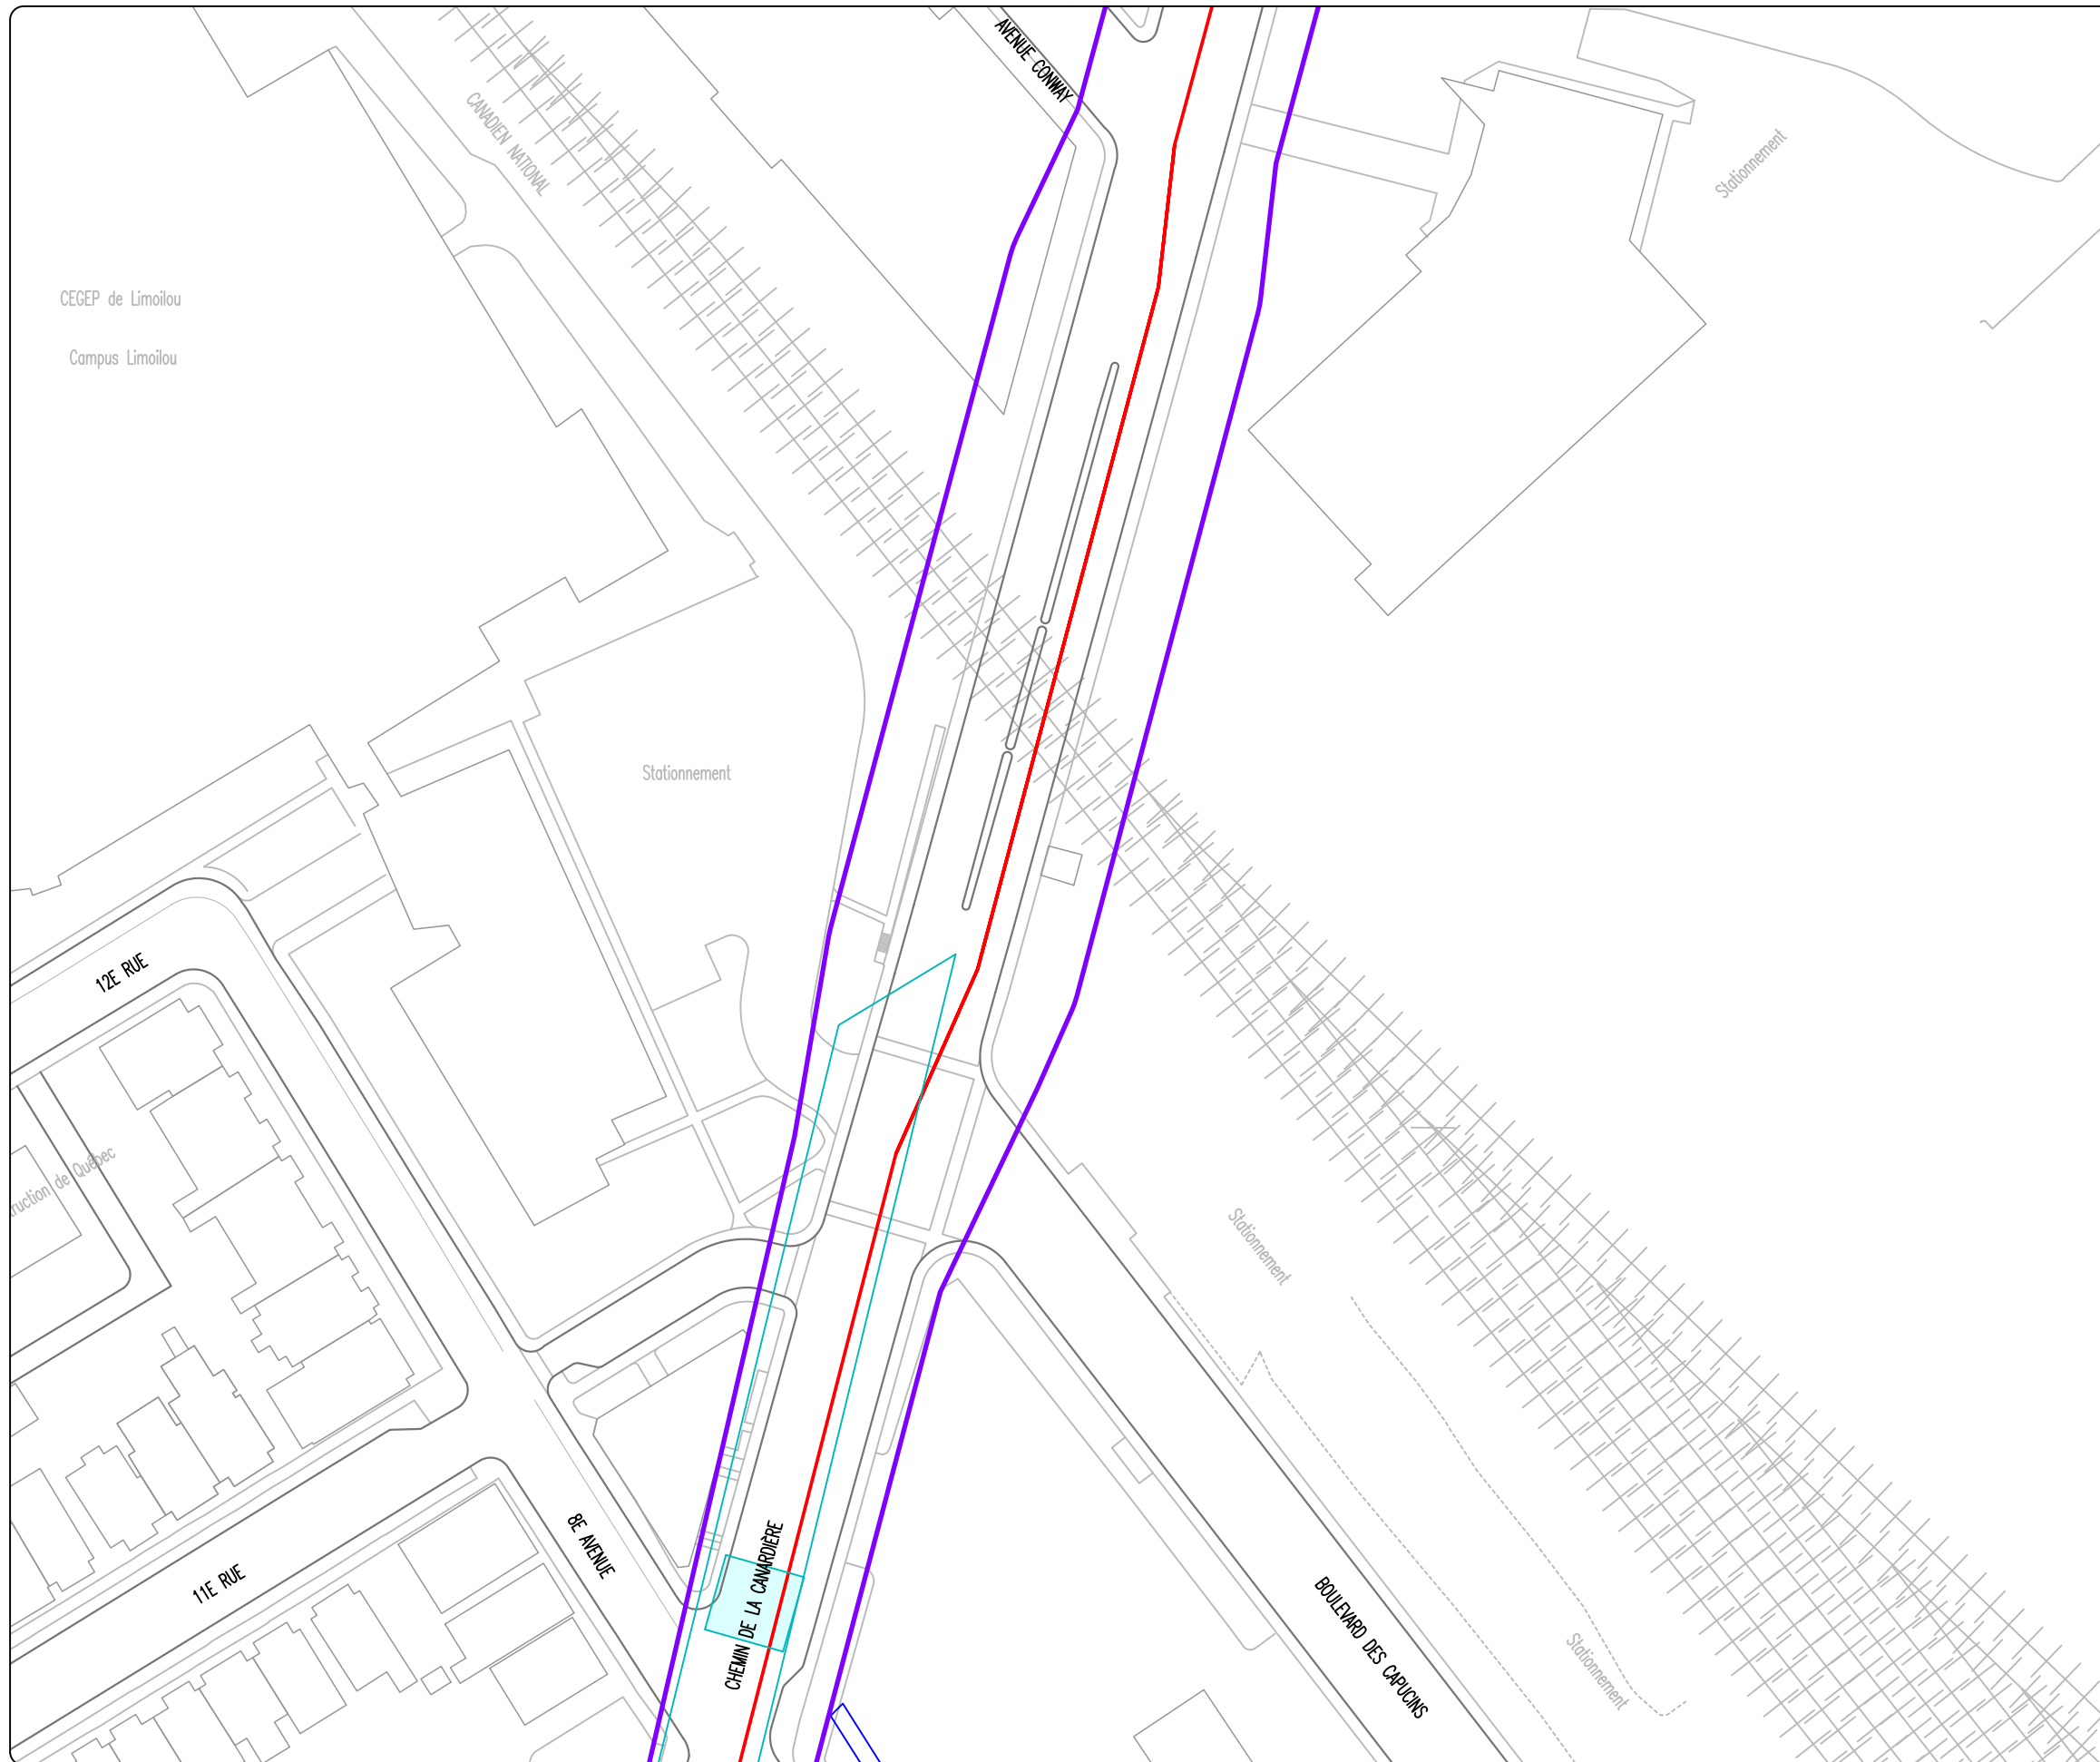 AVENUE CONWAY
CANADIEN NATIONAL
Stationnement
CEGEP de Limoilou
Campus Limoilou
Stationnement
12E RUE
truction de Québec
Stationnement
8E AVENUE
11E RUE
CHEMIN DE LA CANARDIÈRE
BOULEVARD DES CAPUCINS
Stationnement